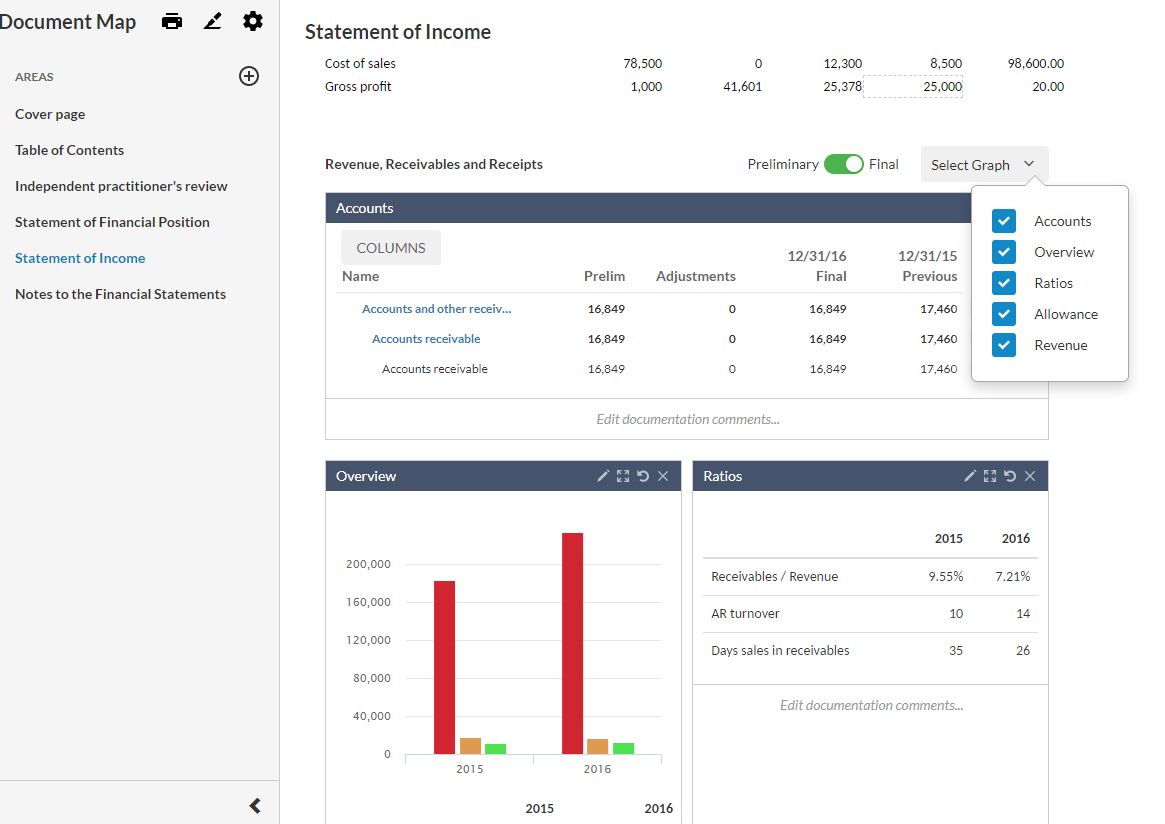 Document Map
AREAS
Cover page
Table of Contents
Independent practitioner's review
Statement of Financial Position
Statement of Income
Notes to the Financial Statements
Statement of Income
Cost of sales 78,500 0 12,300 8,500 98,600.00
Gross profit 1,000 41,601 25,378 25,000 20.00
Revenue, Receivables and Receipts Preliminary Final Select Graph
Accounts
Overview
Ratios
Allowance
Revenue
Accounts
COLUMNS
12/31/16 12/31/15
Name Prelim Adjustments Final Previous
Accounts and other receiv... 16,849 0 16,849 17,460
Accounts receivable 16,849 0 16,849 17,460
Accounts receivable 16,849 0 16,849 17,460
Edit documentation comments...
Overview
200,000
160,000
120,000
80,000
40,000
0
2015 2016
2015 2016
Ratios
2015 2016
Receivables / Revenue 9.55% 7.21%
AR turnover 10 14
Days sales in receivables 35 26
Edit documentation comments...